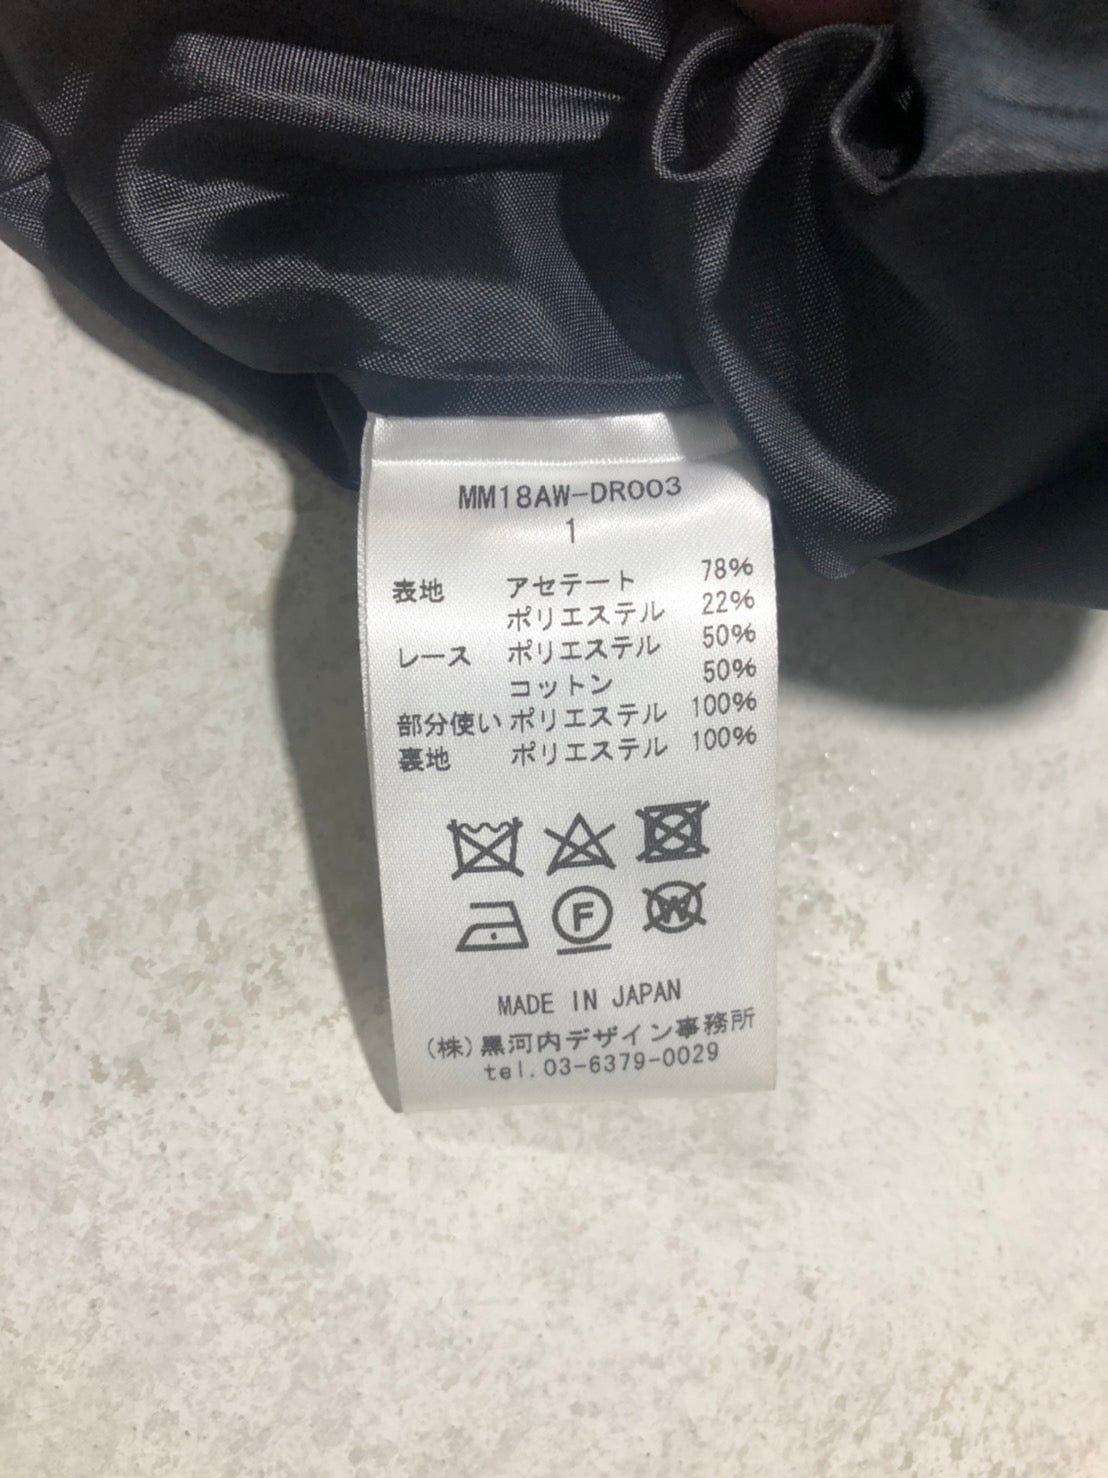 MM18AW-DR003
1
表地 アセテート 78%
ポリエステル 22%
レース ポリエステル 50%
コットン 50%
部分使い ポリエステル 100%
裏地 ポリエステル 100%
F W
MADE IN JAPAN
(株)黒河内デザイン事務所
tel.03-6379-0029